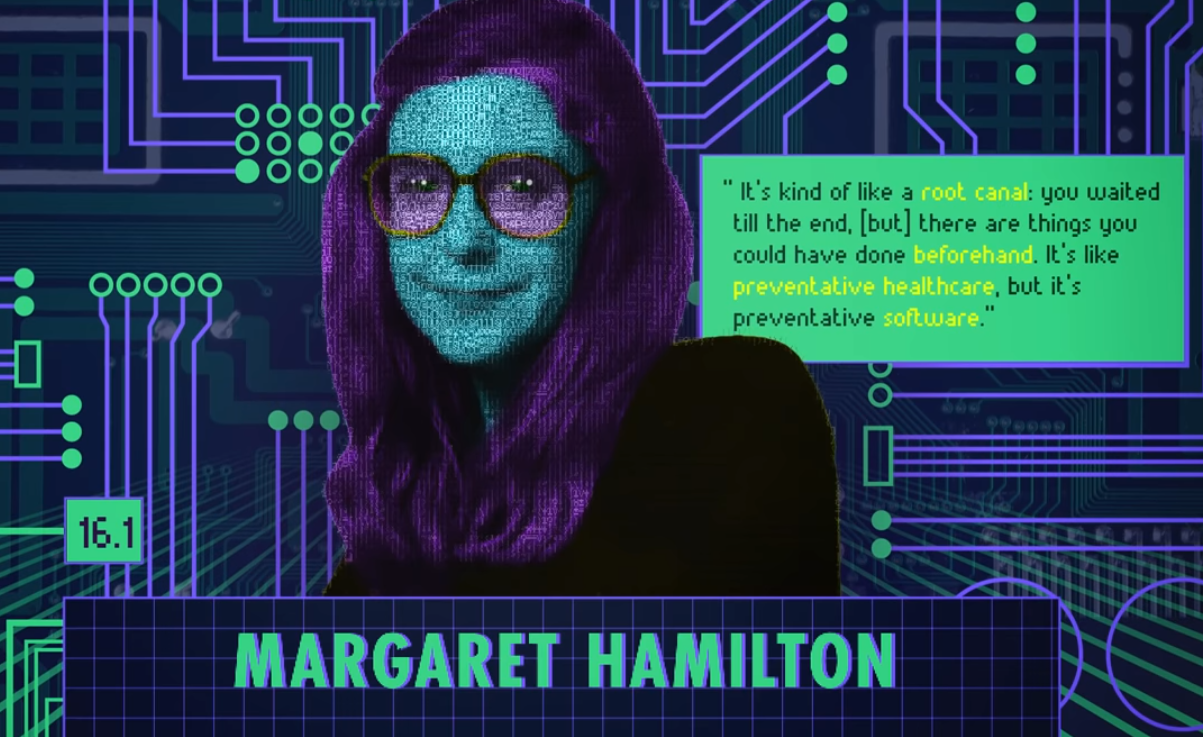 " It's kind of like a root canal: you waited
till the end, [but] there are things you
could have done beforehand. It's like
preventative healthcare, but it's
preventative software."
16.1
MARGARET HAMILTON